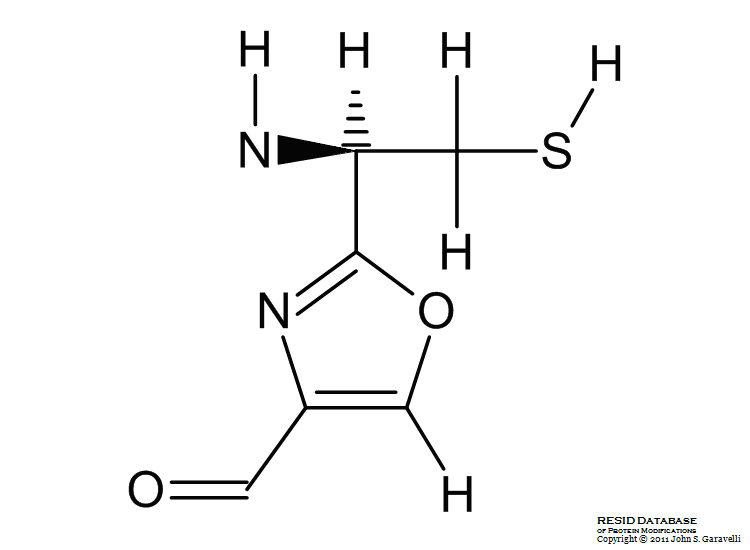 H H H H
N S
H
N O
O H
RESID DATABASE
OF PROTEIN MODIFICATIONS
Copyright © 2011 John S. Garavelli